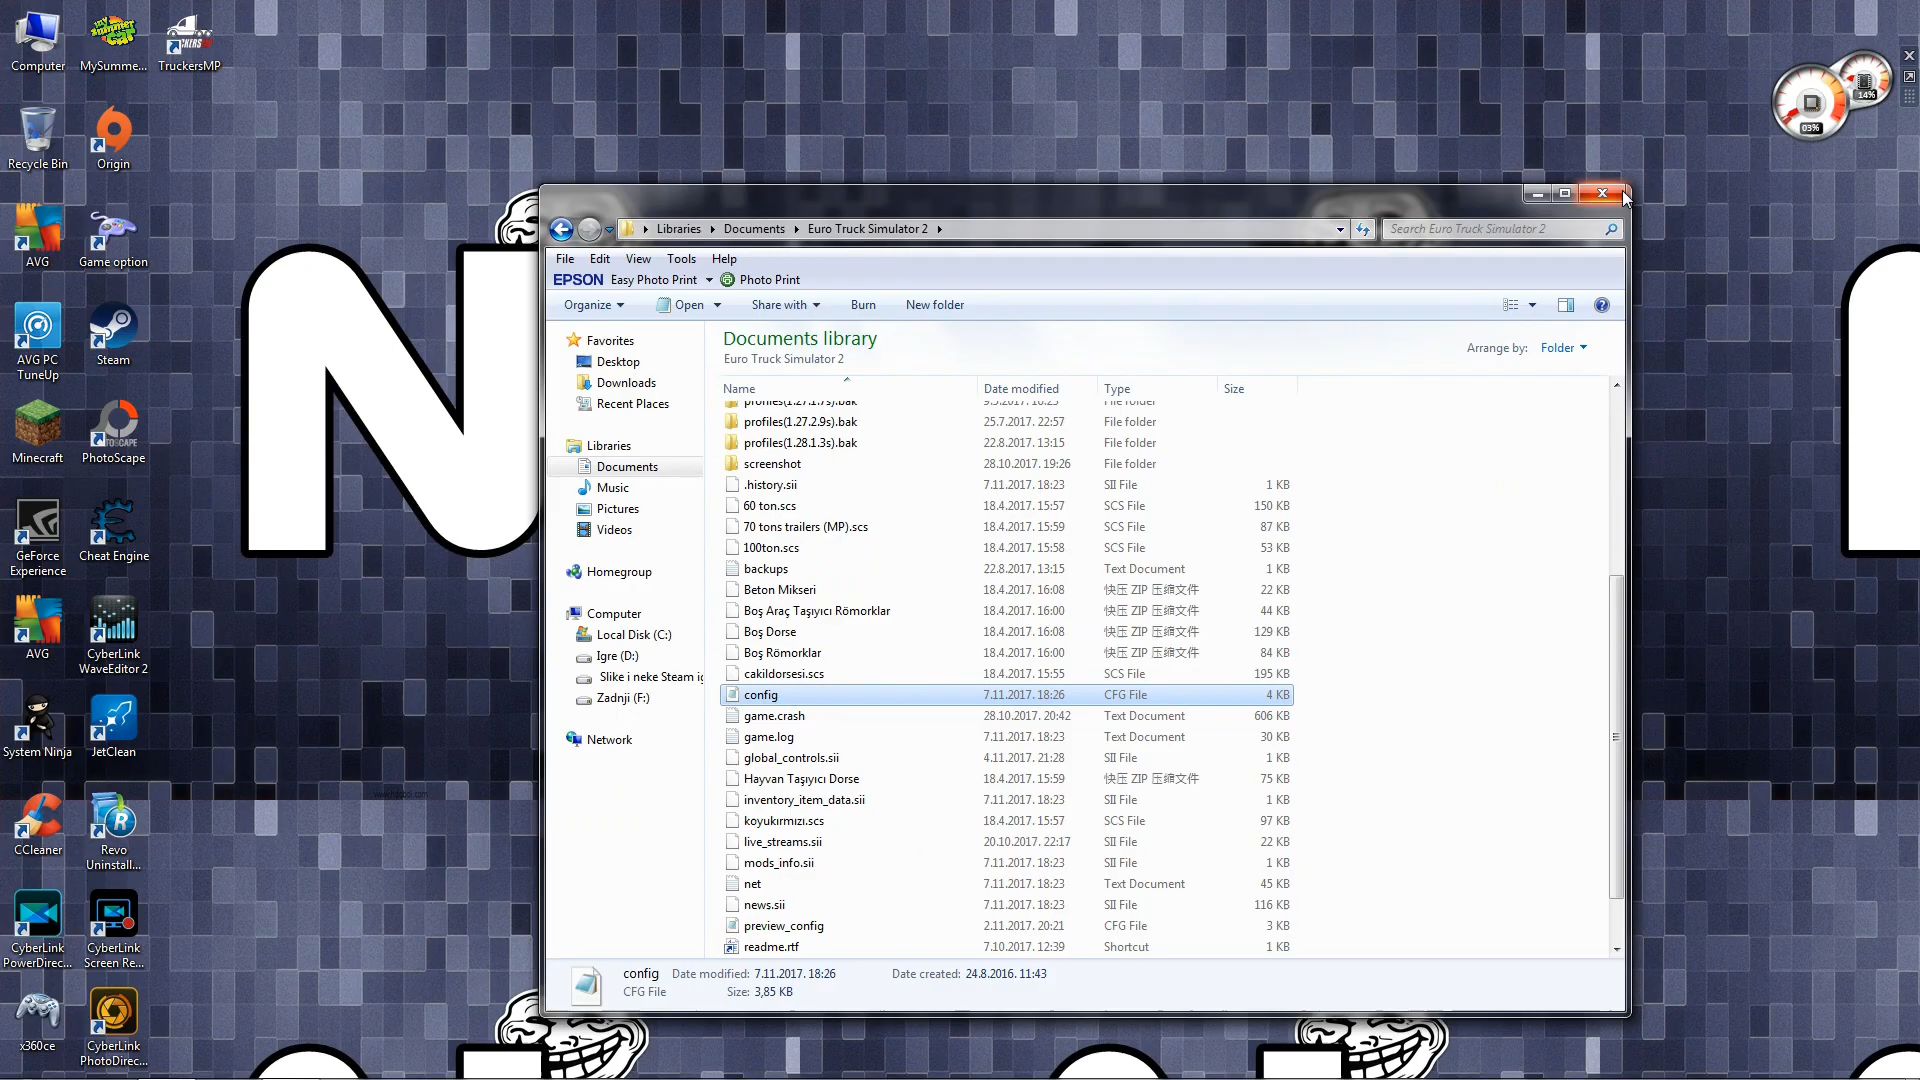 Computer
MySumme...
TruckersMP
Recycle Bin
Origin
AVG
Game option
AVG PC
TuneUp
Steam
Minecraft
PhotoScape
GeForce
Experience
Cheat Engine
AVG
CyberLink
WaveEditor 2
System Ninja
JetClean
CCleaner
Revo
Uninstall...
CyberLink
PowerDirec...
CyberLink
Screen Re...
x360ce
CyberLink
PhotoDirec...
N
14%
03%
Libraries
Documents
Euro Truck Simulator 2
Search Euro Truck Simulator 2
File Edit View Tools Help
EPSON Easy Photo Print Photo Print
Organize Open Share with Burn New folder
Favorites
Desktop
Downloads
Recent Places
Libraries
Documents
Music
Pictures
Videos
Homegroup
Computer
Local Disk (C:)
Igre (D:)
Slike i neke Steam ig
Zadnji (F:)
Network
Documents library
Euro Truck Simulator 2
Arrange by: Folder
Name Date modified Type Size
profiles(1.27.1.7s).bak 9.5.2017. 16:25 File folder
profiles(1.27.2.9s).bak 25.7.2017. 22:57 File folder
profiles(1.28.1.3s).bak 22.8.2017. 13:15 File folder
screenshot 28.10.2017. 19:26 File folder
.history.sii 7.11.2017. 18:23 SII File 1 KB
60 ton.scs 18.4.2017. 15:57 SCS File 150 KB
70 tons trailers (MP).scs 18.4.2017. 15:59 SCS File 87 KB
100ton.scs 18.4.2017. 15:58 SCS File 53 KB
backups 22.8.2017. 13:15 Text Document 1 KB
Beton Mikseri 18.4.2017. 16:08 快压 ZIP 压缩文件 22 KB
Boş Araç Taşıyıcı Römorklar 18.4.2017. 16:00 快压 ZIP 压缩文件 44 KB
Boş Dorse 18.4.2017. 16:08 快压 ZIP 压缩文件 129 KB
Boş Römorklar 18.4.2017. 16:00 快压 ZIP 压缩文件 84 KB
cakildorsesi.scs 18.4.2017. 15:55 SCS File 195 KB
config 7.11.2017. 18:26 CFG File 4 KB
game.crash 28.10.2017. 20:42 Text Document 606 KB
game.log 7.11.2017. 18:23 Text Document 30 KB
global_controls.sii 4.11.2017. 21:28 SII File 1 KB
Hayvan Taşıyıcı Dorse 18.4.2017. 15:59 快压 ZIP 压缩文件 75 KB
inventory_item_data.sii 7.11.2017. 18:23 SII File 1 KB
koyukırmızı.scs 18.4.2017. 15:57 SCS File 97 KB
live_streams.sii 20.10.2017. 22:17 SII File 22 KB
mods_info.sii 7.11.2017. 18:23 SII File 1 KB
net 7.11.2017. 18:23 Text Document 45 KB
news.sii 7.11.2017. 18:23 SII File 116 KB
preview_config 2.11.2017. 20:21 CFG File 3 KB
readme.rtf 7.10.2017. 12:39 Shortcut 1 KB
config Date modified: 7.11.2017. 18:26 Date created: 24.8.2016. 11:43
CFG File Size: 3,85 KB